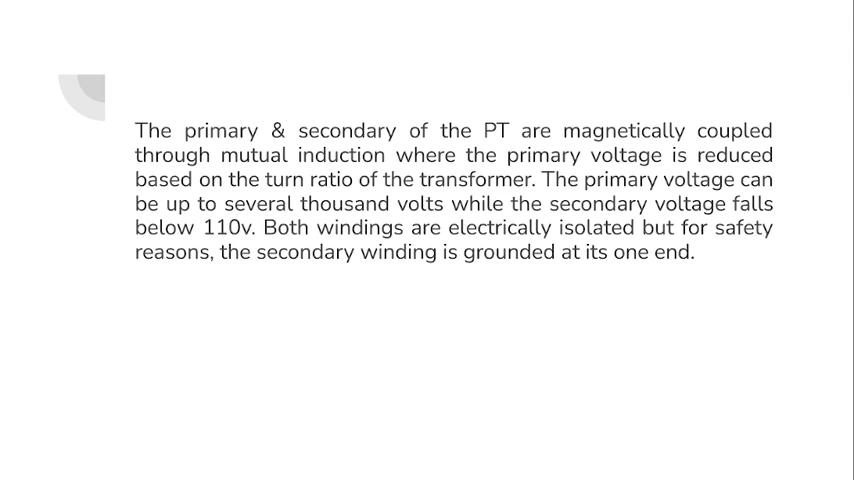 The primary & secondary of the PT are magnetically coupled
through mutual induction where the primary voltage is reduced
based on the turn ratio of the transformer. The primary voltage can
be up to several thousand volts while the secondary voltage falls
below 110v. Both windings are electrically isolated but for safety
reasons, the secondary winding is grounded at its one end.